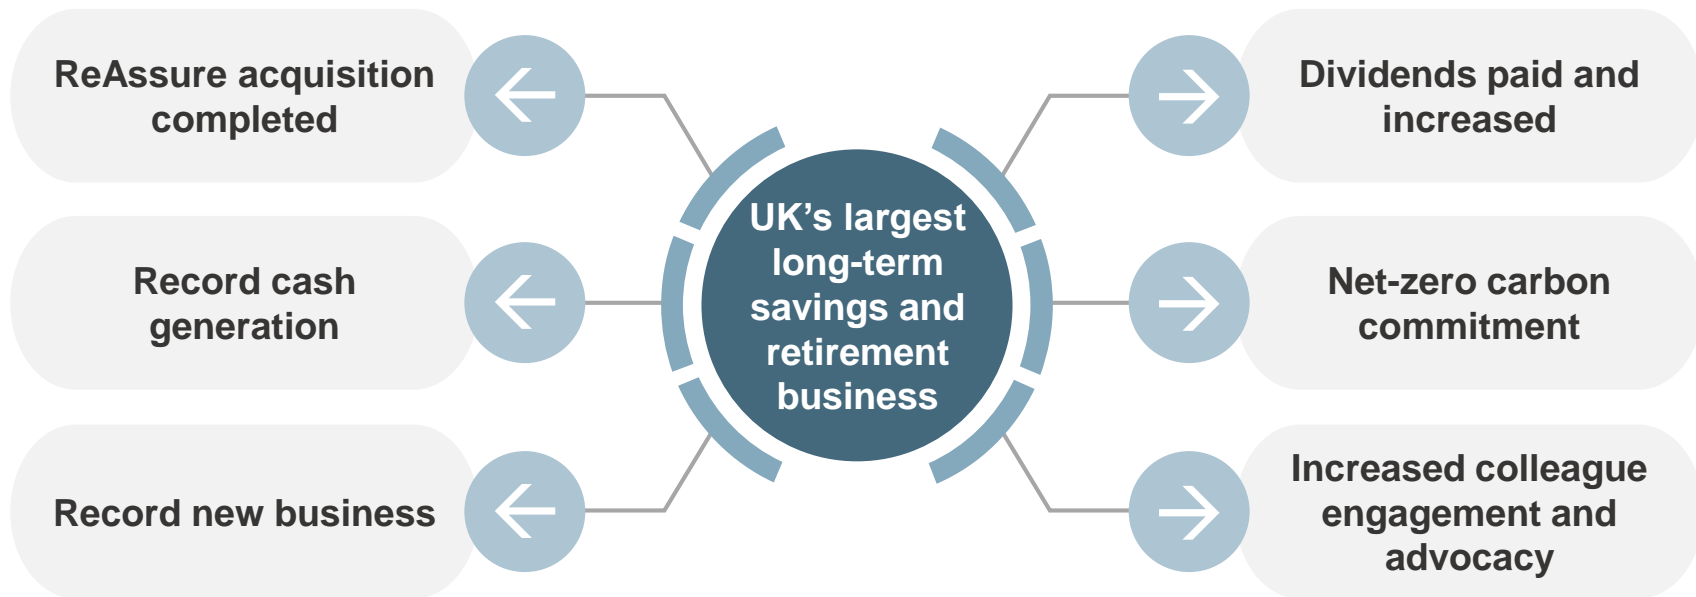 ReAssure acquisition
completed
Record cash
generation
Record new business
UK’s largest
long-term
savings and
retirement
business
Dividends paid and
increased
Net-zero carbon
commitment
Increased colleague
engagement and
advocacy